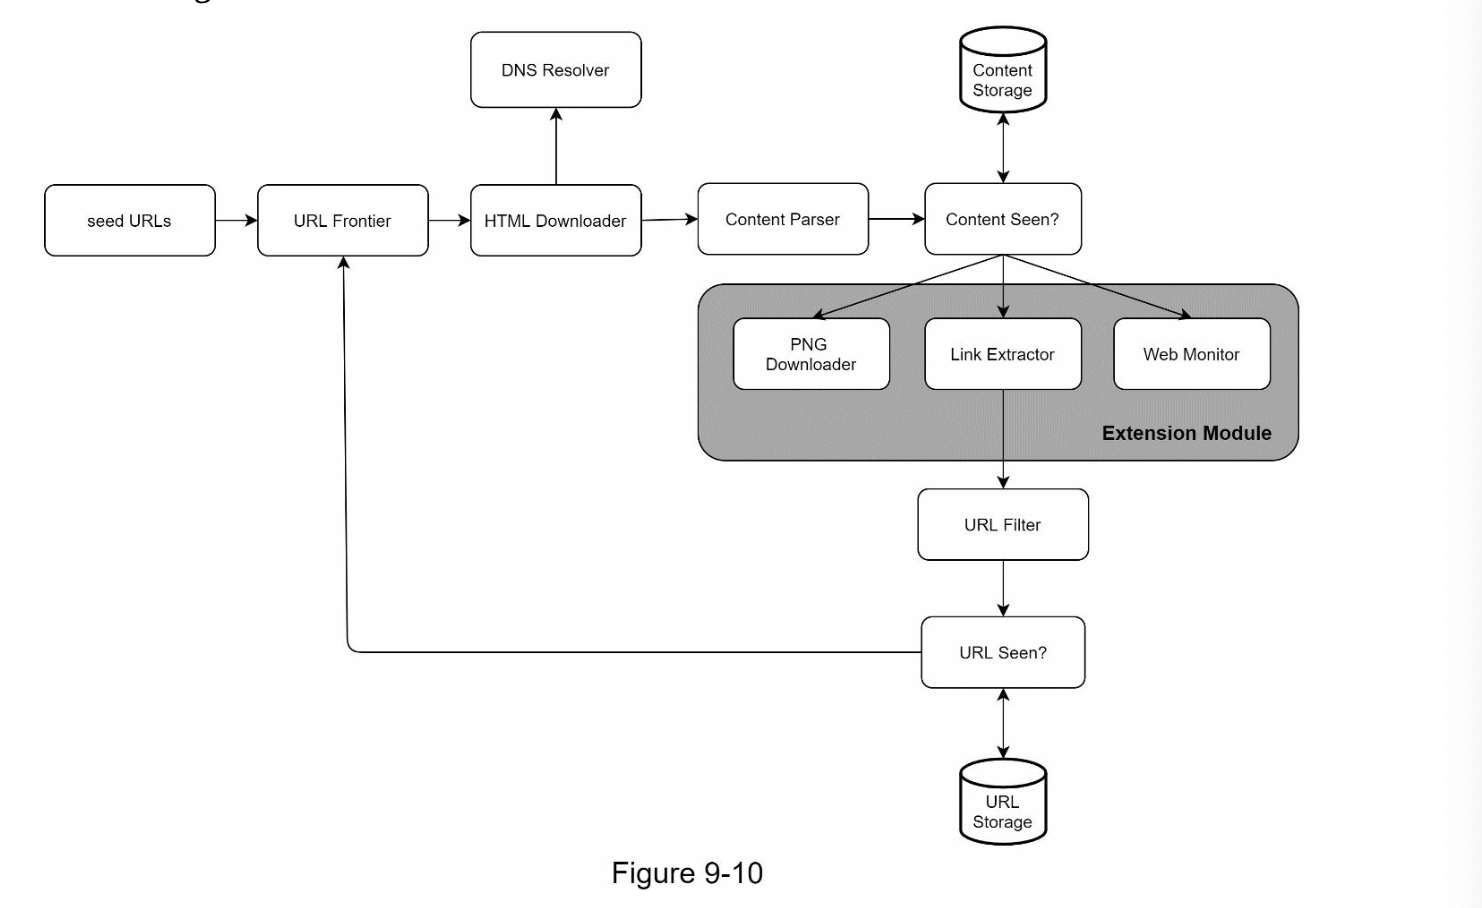 DNS Resolver
Content
Storage
seed URLs
URL Frontier
HTML Downloader
Content Parser
Content Seen?
PNG
Downloader
Link Extractor
Web Monitor
Extension Module
URL Filter
URL Seen?
URL
Storage
Figure 9-10